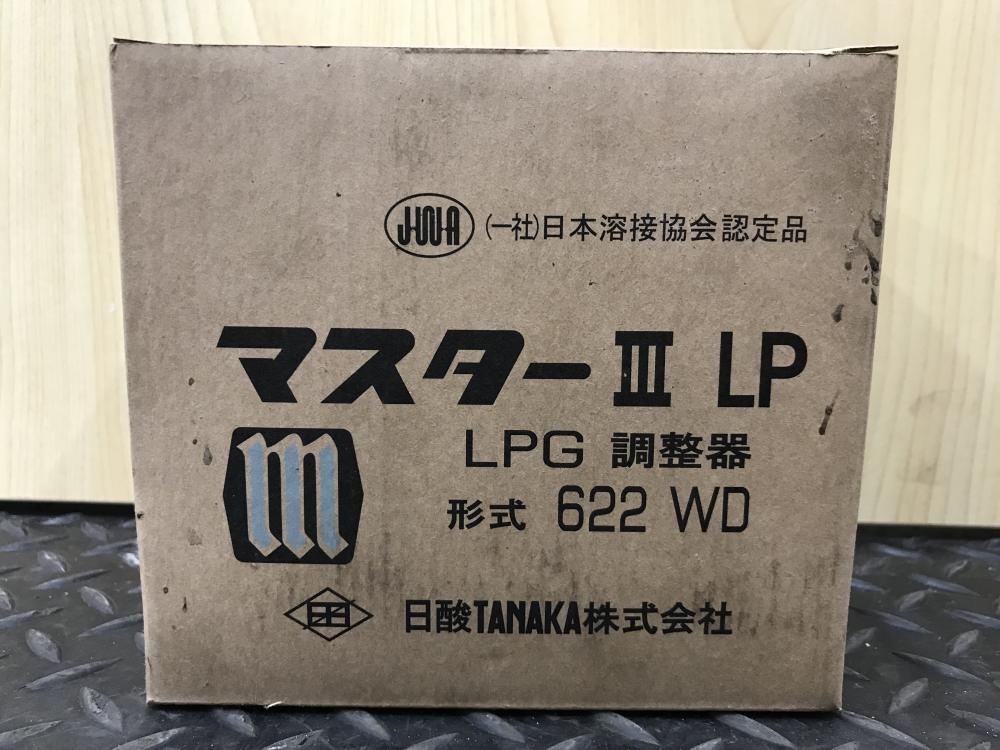 JWA (一社)日本溶接協会認定品
マスターⅢ LP
m
LPG 調整器
形式 622 WD
日酸TANAKA株式会社